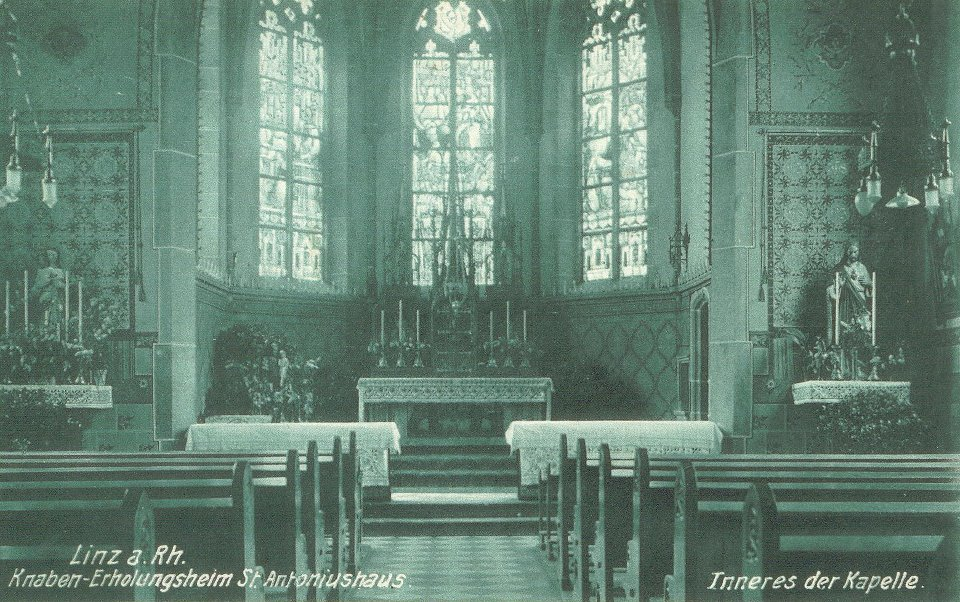 Linz a. Rh.
Knaben-Erholungsheim St. Antoniushaus.
Inneres der Kapelle.